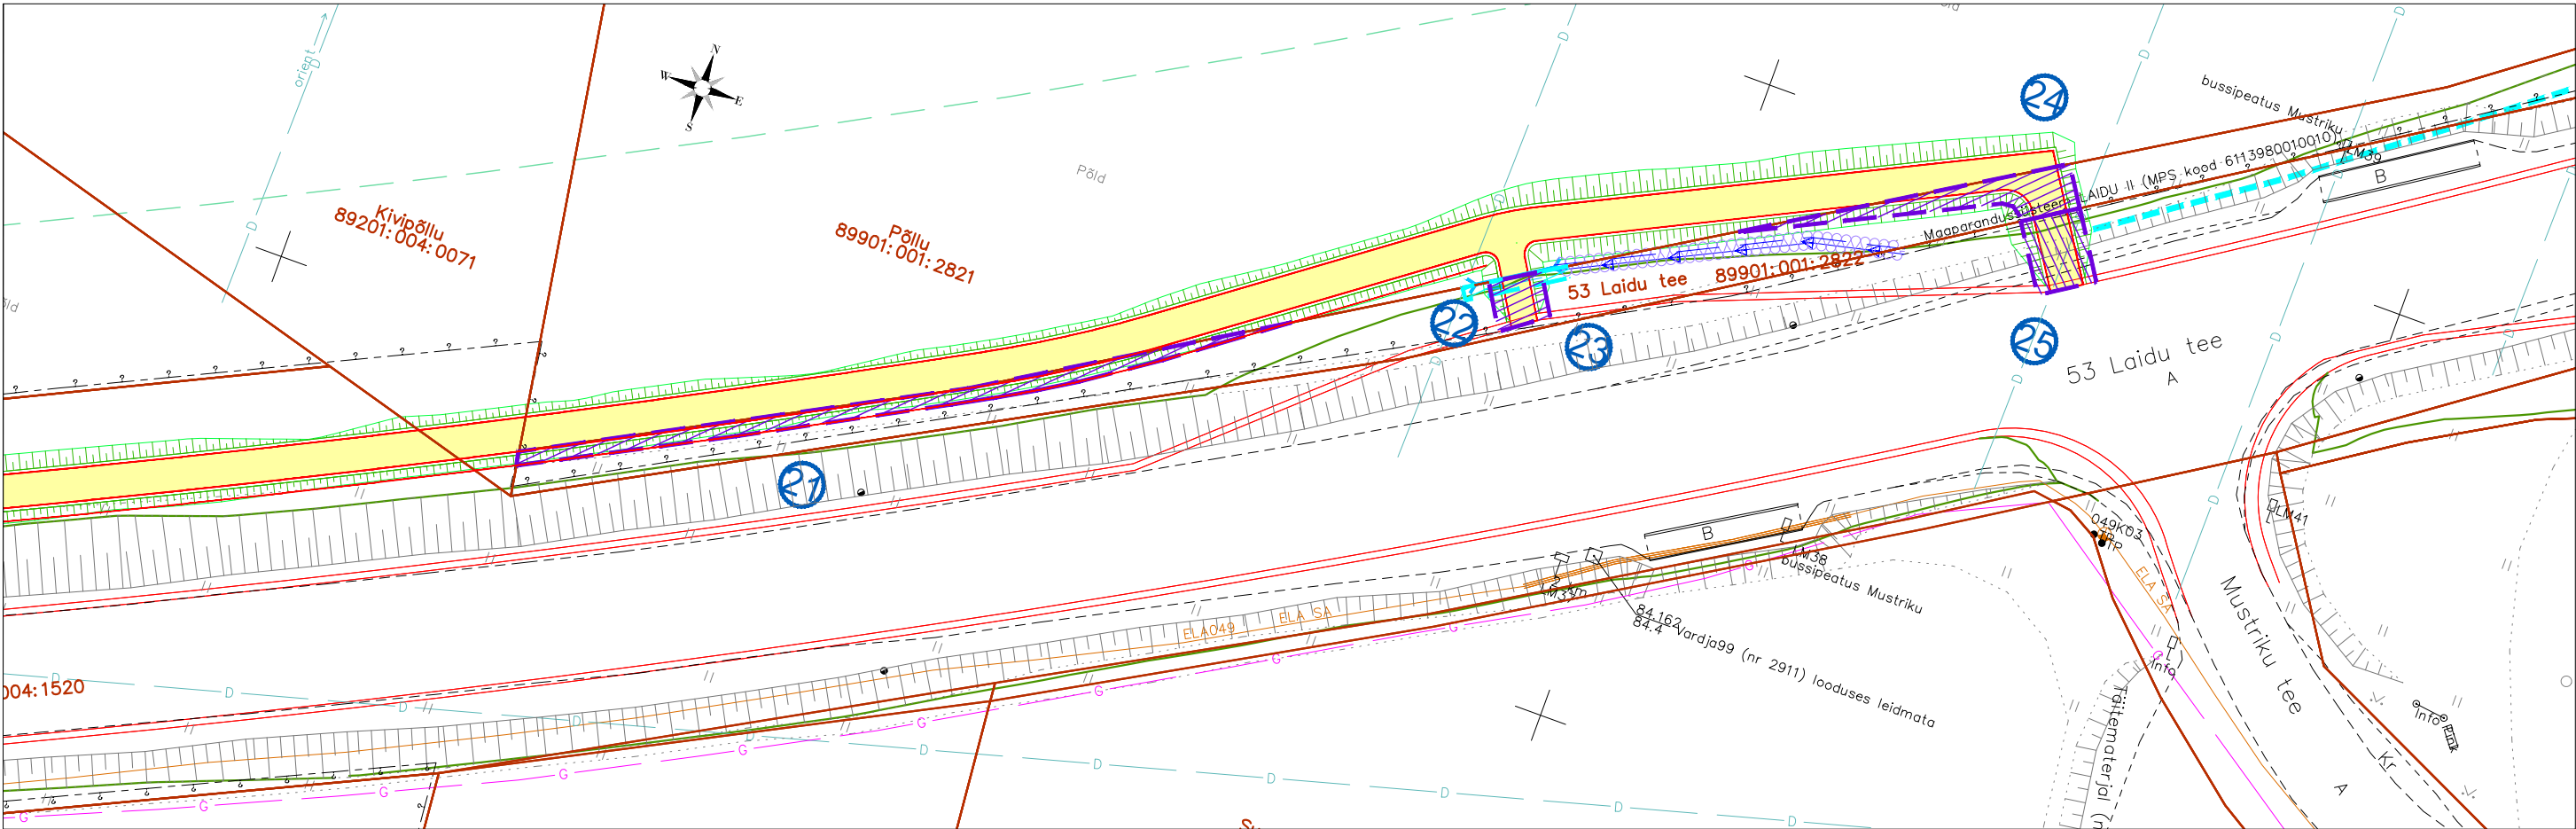 orient
N
W
E
S
Põld
Kivipõllu
89201:004:0071
Põllu
89901:001:2821
24
bussipeatus Mustriku
Maaparandussüsteem LAIDU II (MPS kood 6113980010010)
LM39
B
53 Laidu tee 89901:001:2822
22
23
25
53 Laidu tee
A
21
B
049K03
TP
LM38
bussipeatus Mustriku
LM41
ELA SA
ELA049
ELA SA
84.162
84.4
Vardja99 (nr 2911) looduses leidmata
Info
Mustriku tee
Kr
A
Info
Pink
Täitematerjal
004:1520
D
G